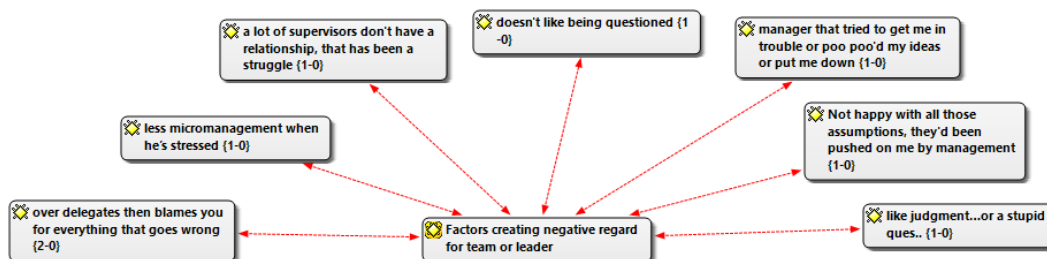 a lot of supervisors don't have a
relationship, that has been a
struggle {1-0}
doesn't like being questioned {1
-0}
manager that tried to get me in
trouble or poo poo'd my ideas
or put me down {1-0}
less micromanagement when
he's stressed {1-0}
Not happy with all those
assumptions, they'd been
pushed on me by management
{1-0}
over delegates then blames you
for everything that goes wrong
{2-0}
Factors creating negative regard
for team or leader
like judgment...or a stupid
ques.. {1-0}